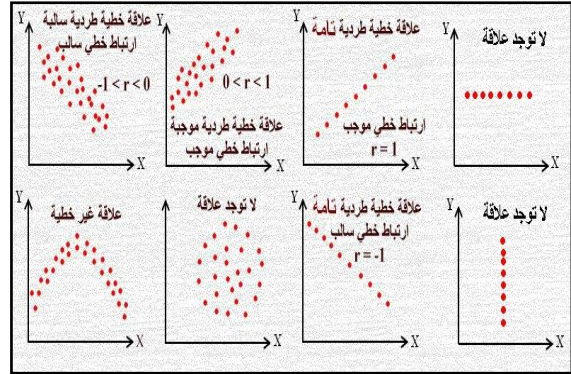 Y
علاقة خطية طردية سالبة
ارتباط خطي سالب
-1 < r < 0
X
Y
0 < r < 1
علاقة خطية طردية موجبة
ارتباط خطي موجب
X
Y
علاقة خطية طردية تامة
ارتباط خطي موجب
r = 1
X
Y
لا توجد علاقة
X
Y
علاقة غير خطية
X
Y
لا توجد علاقة
X
Y
علاقة خطية طردية تامة
ارتباط خطي سالب
r = -1
X
Y
لا توجد علاقة
X